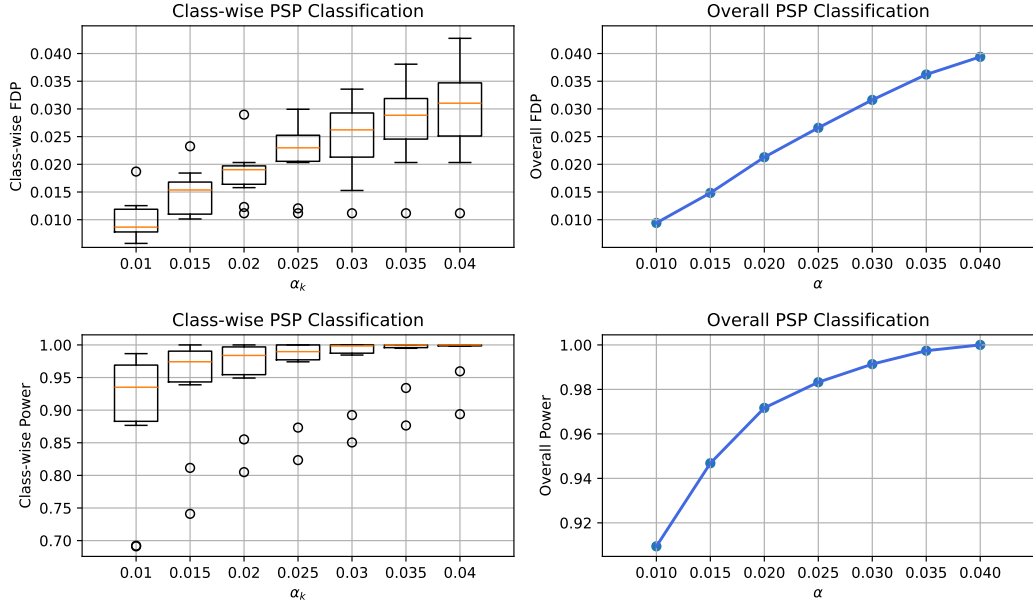 Class-wise PSP Classification
Class-wise FDP
0.040
0.035
0.030
0.025
0.020
0.015
0.010
0.01 0.015 0.02 0.025 0.03 0.035 0.04
αk
Overall PSP Classification
Overall FDP
0.040
0.035
0.030
0.025
0.020
0.015
0.010
0.010 0.015 0.020 0.025 0.030 0.035 0.040
α
Class-wise PSP Classification
Class-wise Power
1.00
0.95
0.90
0.85
0.80
0.75
0.70
0.01 0.015 0.02 0.025 0.03 0.035 0.04
αk
Overall PSP Classification
Overall Power
1.00
0.98
0.96
0.94
0.92
0.010 0.015 0.020 0.025 0.030 0.035 0.040
α